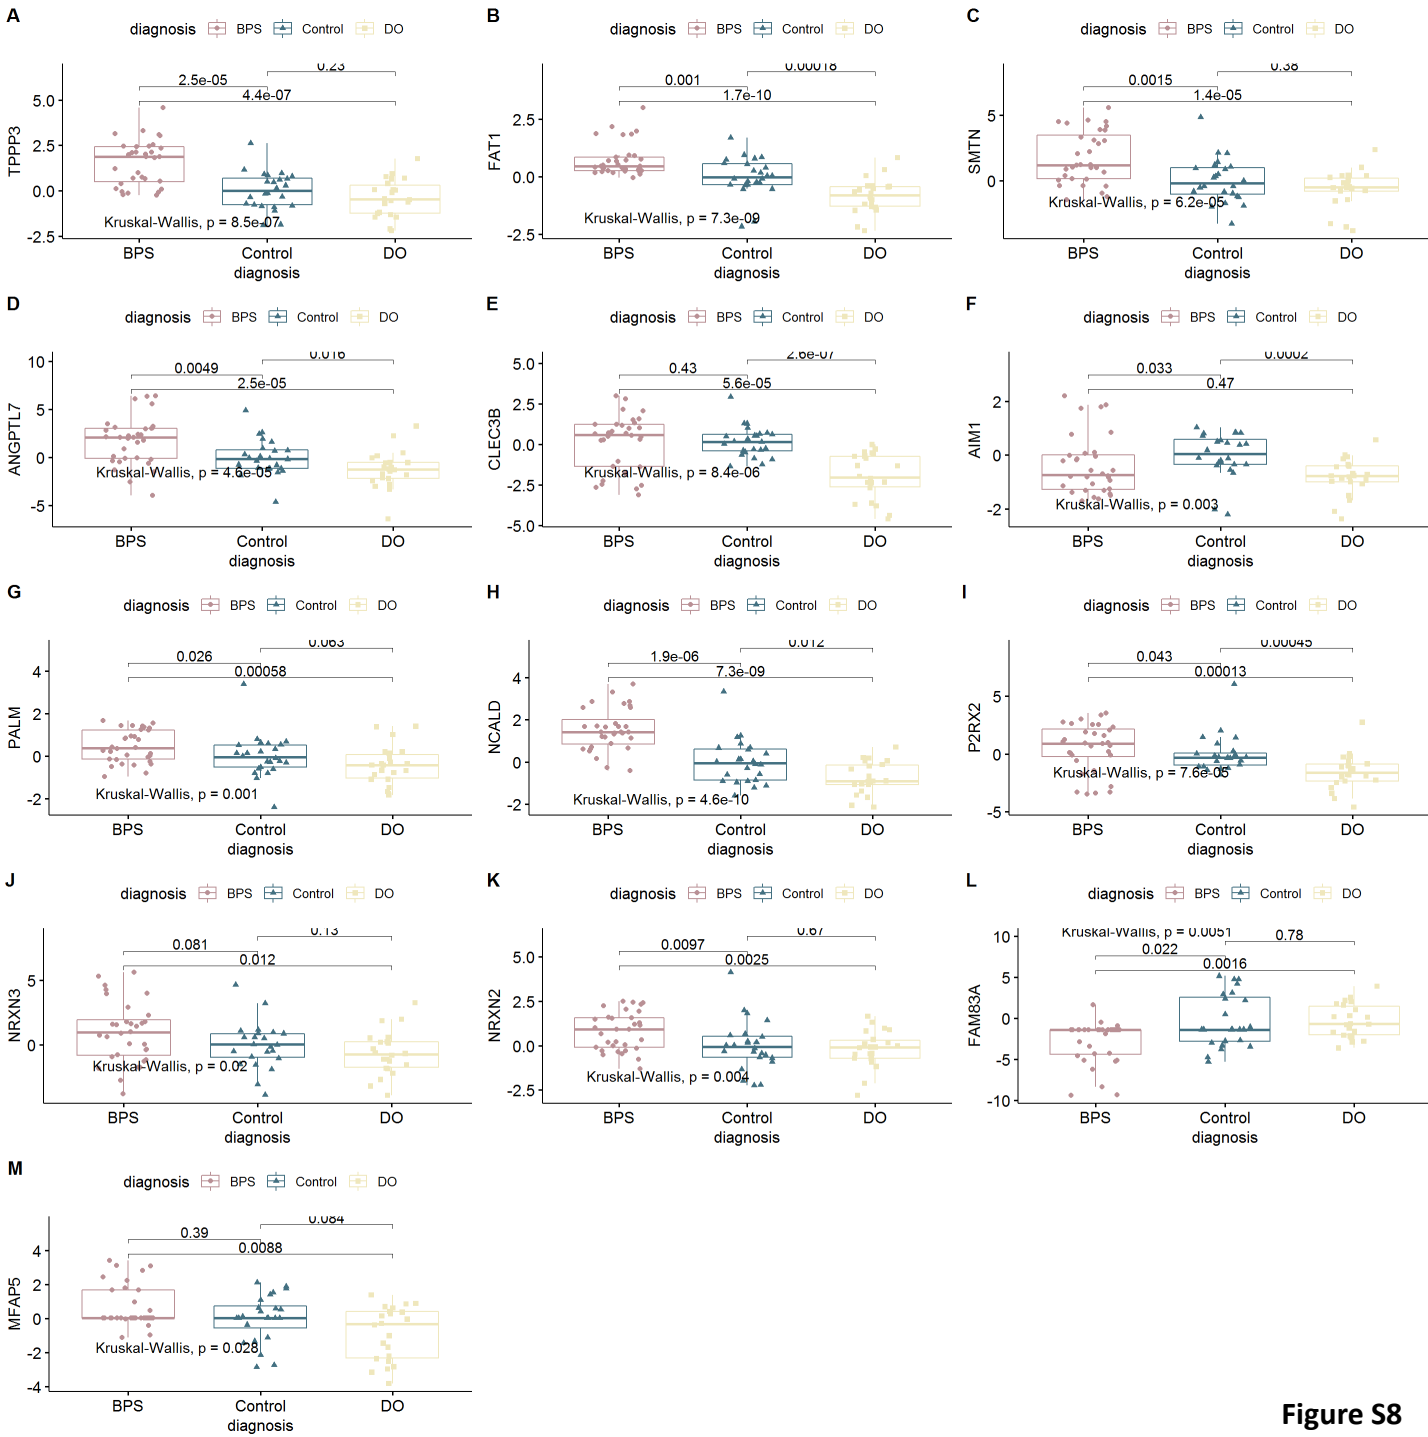 A
diagnosis BPS Control DO
0.23
2.5e-05
4.4e-07
5.0
2.5
0.0
-2.5
TPPP3
Kruskal-Wallis, p = 8.5e-07
BPS Control DO
diagnosis
B
diagnosis BPS Control DO
0.00018
0.001
1.7e-10
2.5
0.0
-2.5
FAT1
Kruskal-Wallis, p = 7.3e-09
BPS Control DO
diagnosis
C
diagnosis BPS Control DO
0.38
0.0015
1.4e-05
5
0
SMTN
Kruskal-Wallis, p = 6.2e-05
BPS Control DO
diagnosis
D
diagnosis BPS Control DO
0.016
0.0049
2.5e-05
10
5
0
-5
ANGPTL7
Kruskal-Wallis, p = 4.6e-05
BPS Control DO
diagnosis
E
diagnosis BPS Control DO
2.6e-07
0.43
5.6e-05
5.0
2.5
0.0
-2.5
-5.0
CLEC3B
Kruskal-Wallis, p = 8.4e-06
BPS Control DO
diagnosis
F
diagnosis BPS Control DO
0.0002
0.033
0.47
2
0
-2
AIM1
Kruskal-Wallis, p = 0.003
BPS Control DO
diagnosis
G
diagnosis BPS Control DO
0.063
0.026
0.00058
4
2
0
-2
PALM
Kruskal-Wallis, p = 0.001
BPS Control DO
diagnosis
H
diagnosis BPS Control DO
0.012
1.9e-06
7.3e-09
4
2
0
-2
NCALD
Kruskal-Wallis, p = 4.6e-10
BPS Control DO
diagnosis
I
diagnosis BPS Control DO
0.00045
0.043
0.00013
5
0
-5
P2RX2
Kruskal-Wallis, p = 7.6e-05
BPS Control DO
diagnosis
J
diagnosis BPS Control DO
0.13
0.081
0.012
5
0
NRXN3
Kruskal-Wallis, p = 0.02
BPS Control DO
diagnosis
K
diagnosis BPS Control DO
0.67
0.0097
0.0025
5.0
2.5
0.0
-2.5
NRXN2
Kruskal-Wallis, p = 0.004
BPS Control DO
diagnosis
L
diagnosis BPS Control DO
Kruskal-Wallis, p = 0.0051
0.78
0.022
0.0016
10
5
0
-5
-10
FAM83A
BPS Control DO
diagnosis
M
diagnosis BPS Control DO
0.084
0.39
0.0088
4
2
0
-2
-4
MFAP5
Kruskal-Wallis, p = 0.028
BPS Control DO
diagnosis
Figure S8